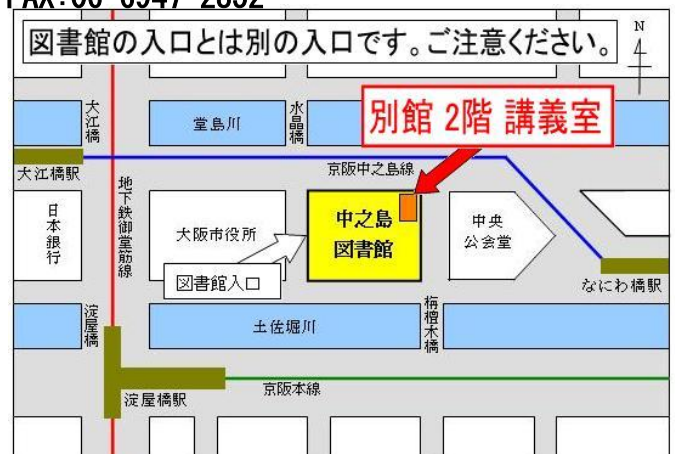 FAX:06-6947-2852
図書館の入口とは別の入口です。ご注意ください。
N
4
大江橋
堂島川
水晶橋
別館 2階 講義室
大江橋駅
京阪中之島線
地下鉄御堂筋線
日本銀行
大阪市役所
中之島
図書館
中央
公会堂
図書館入口
なにわ橋駅
淀屋橋
土佐堀川
栴檀木橋
淀屋橋駅
京阪本線